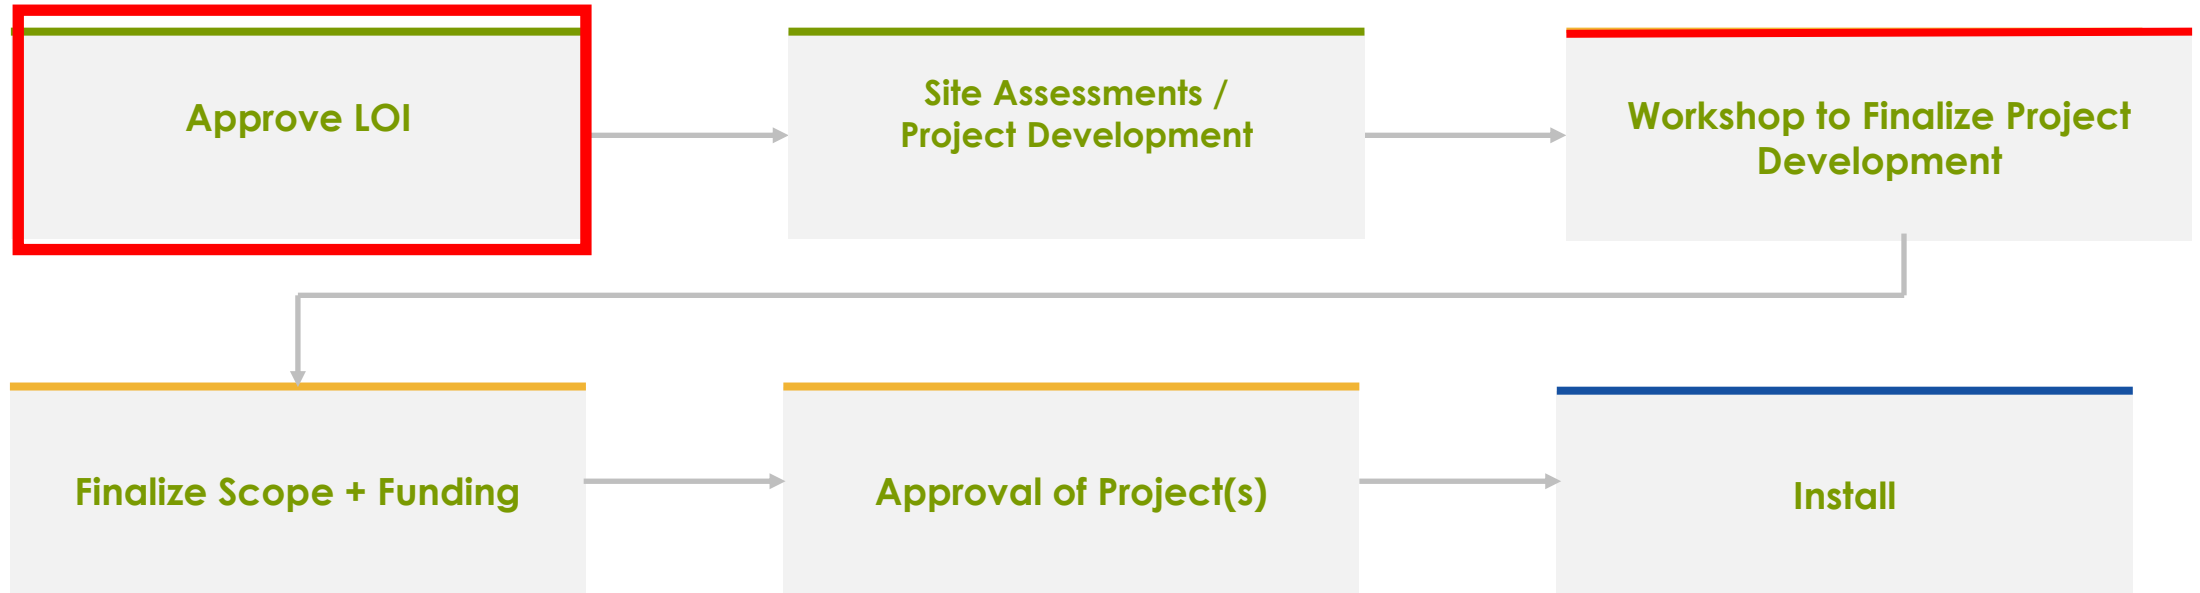 Approve LOI
Site Assessments /
Project Development
Workshop to Finalize Project
Development
Finalize Scope + Funding
Approval of Project(s)
Install